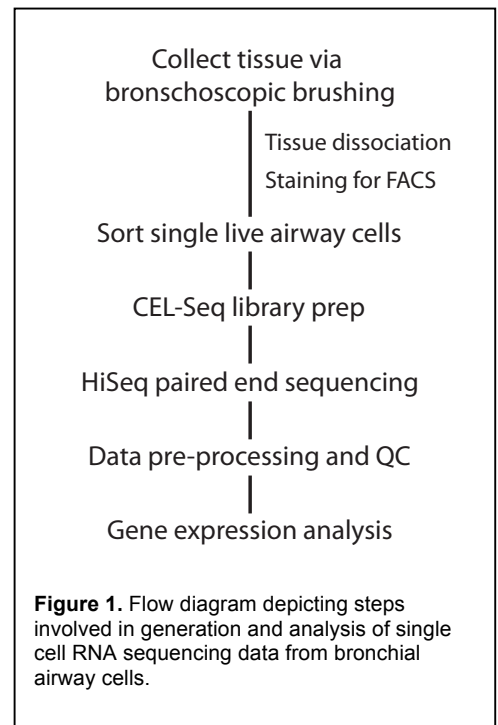 Collect tissue via
bronschoscopic brushing
Tissue dissociation
Staining for FACS
Sort single live airway cells
CEL-Seq library prep
HiSeq paired end sequencing
Data pre-processing and QC
Gene expression analysis
Figure 1. Flow diagram depicting steps
involved in generation and analysis of single
cell RNA sequencing data from bronchial
airway cells.